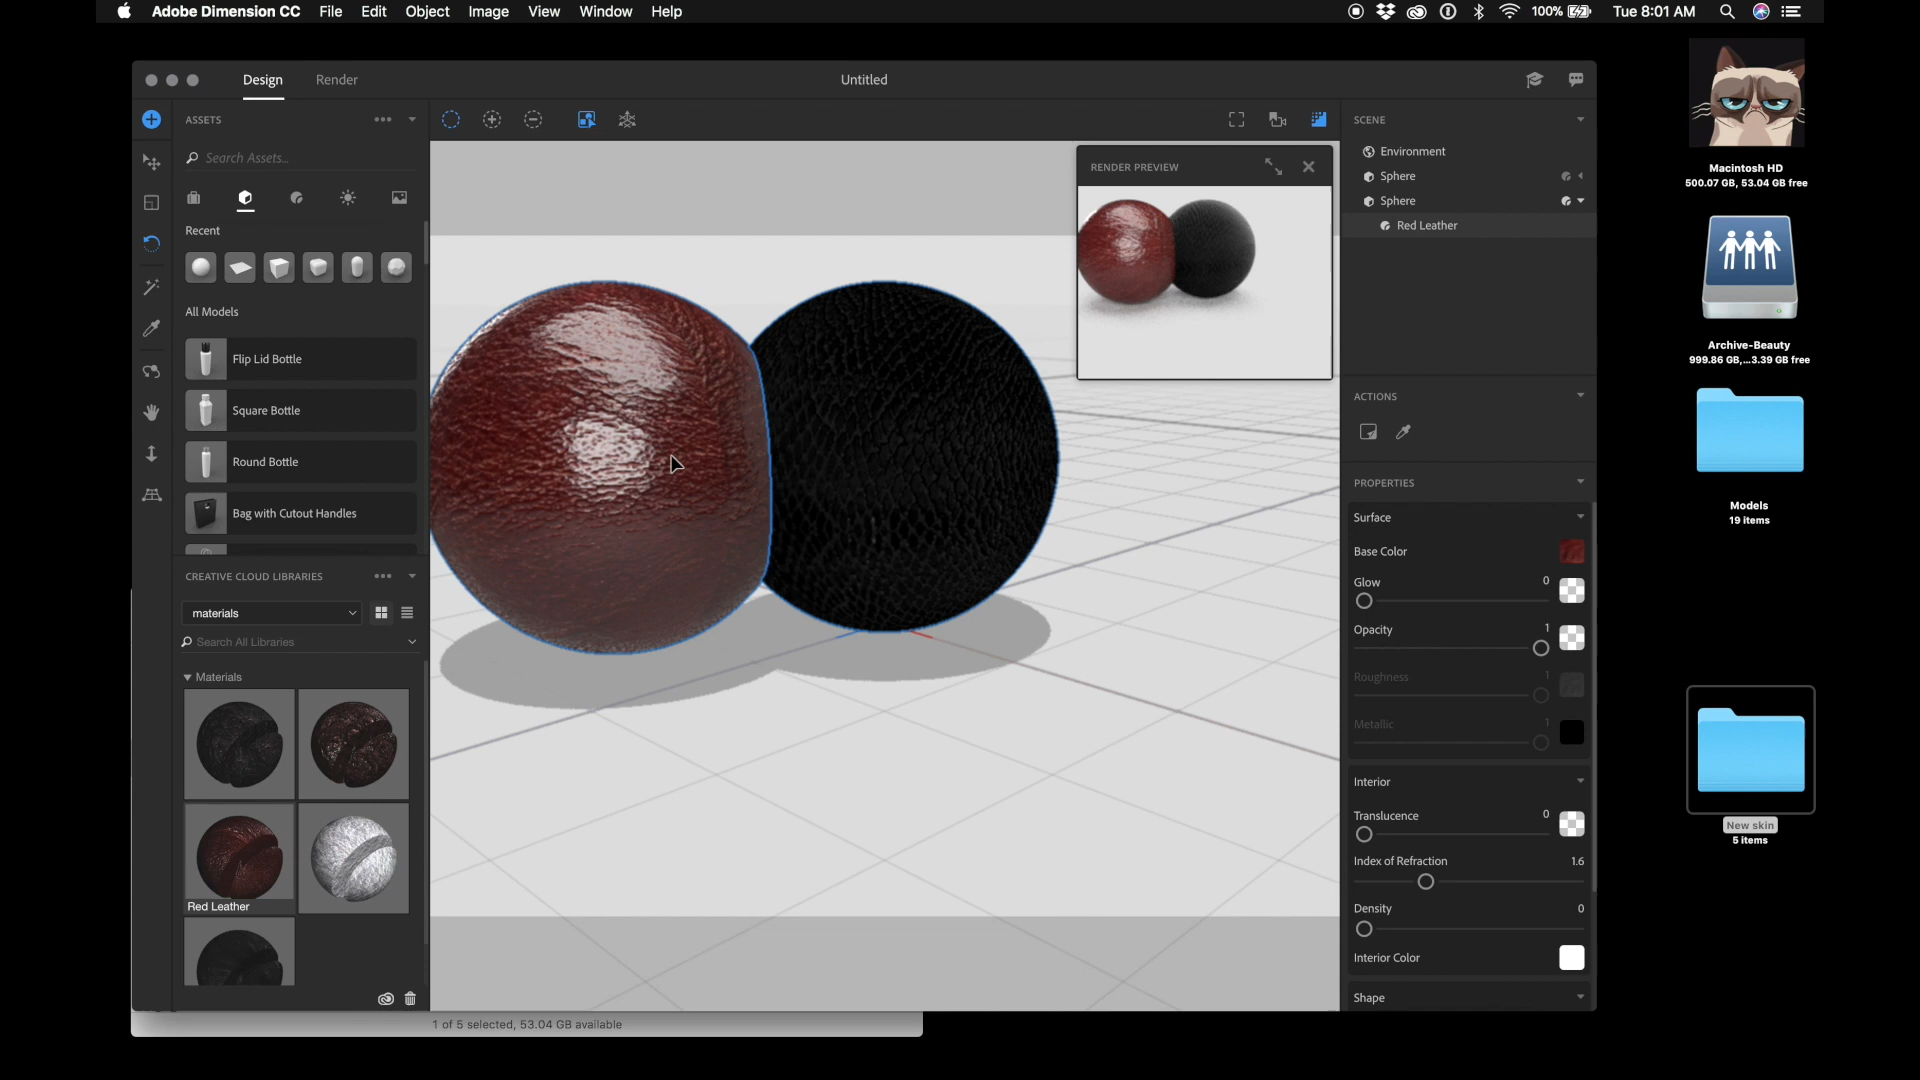 Adobe Dimension CC File Edit Object Image View Window Help
100% Tue 8:01 AM
Design Render Untitled
ASSETS
Search Assets...
Recent
All Models
Flip Lid Bottle
Square Bottle
Round Bottle
Bag with Cutout Handles
CREATIVE CLOUD LIBRARIES
materials
Search All Libraries
Materials
Red Leather
1 of 5 selected, 53.04 GB available
RENDER PREVIEW
SCENE
Environment
Sphere
Sphere
Red Leather
ACTIONS
PROPERTIES
Surface
Base Color
Glow 0
Opacity 1
Roughness 1
Metallic 1
Interior
Translucence 0
Index of Refraction 1.6
Density 0
Interior Color
Shape
Macintosh HD
500.07 GB, 53.04 GB free
Archive-Beauty
999.86 GB,...3.39 GB free
Models
19 items
New skin
5 items